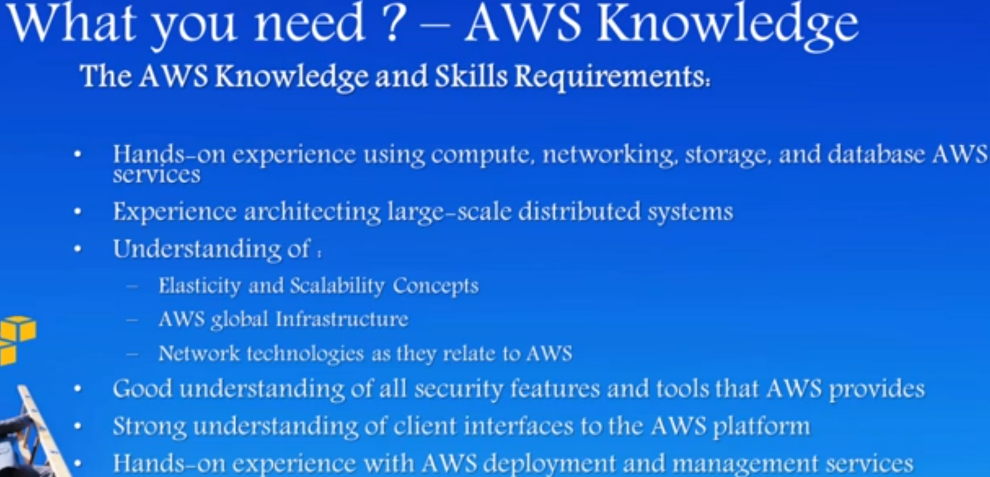 What you need ? – AWS Knowledge
The AWS Knowledge and Skills Requirements:
• Hands-on experience using compute, networking, storage, and database AWS
services
• Experience architecting large-scale distributed systems
• Understanding of :
– Elasticity and Scalability Concepts
– AWS global Infrastructure
– Network technologies as they relate to AWS
• Good understanding of all security features and tools that AWS provides
• Strong understanding of client interfaces to the AWS platform
• Hands-on experience with AWS deployment and management services